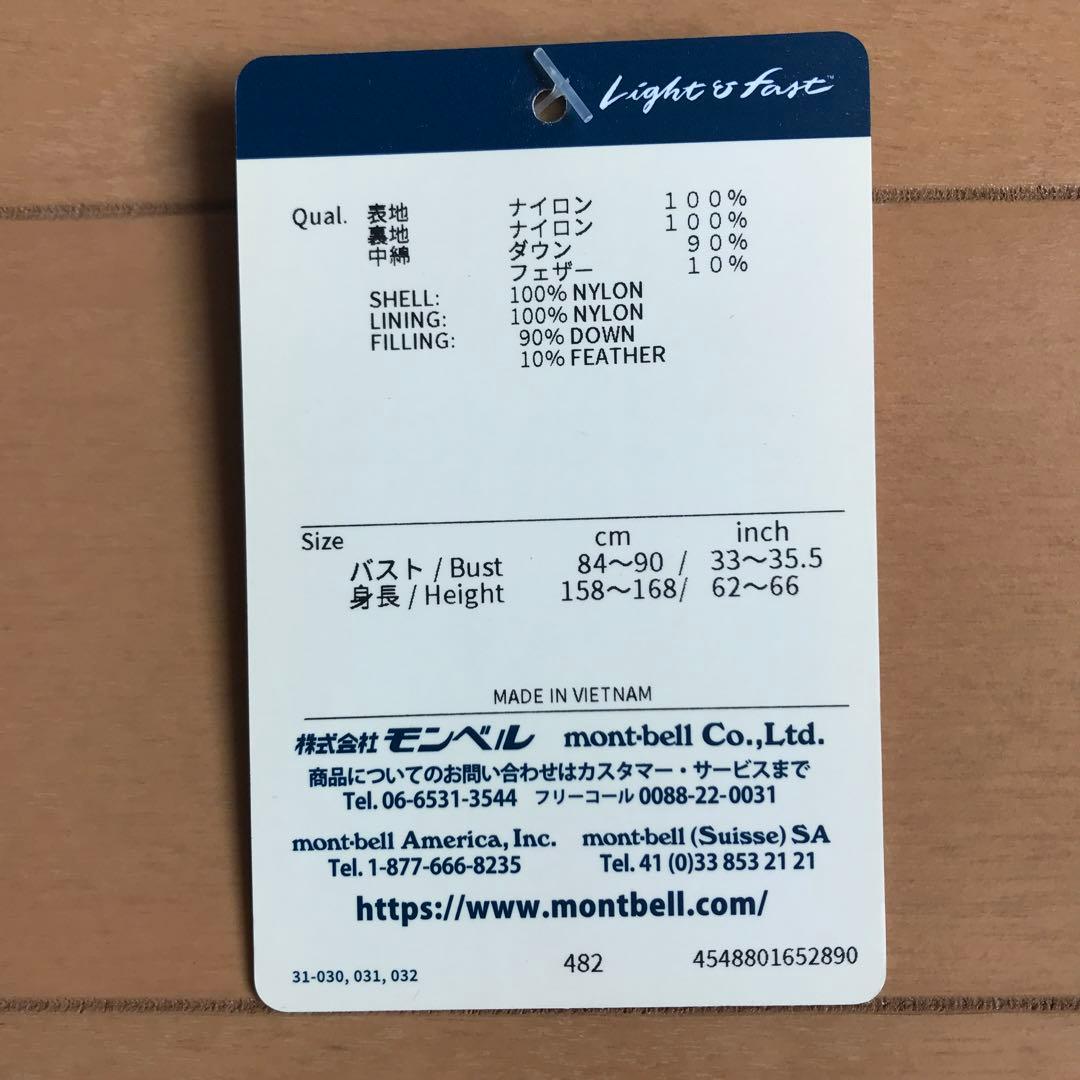 Light & fast™
Qual. 表地 ナイロン 100%
裏地 ナイロン 100%
中綿 ダウン 90%
フェザー 10%
SHELL: 100% NYLON
LINING: 100% NYLON
FILLING: 90% DOWN
10% FEATHER
Size cm inch
バスト / Bust 84〜90 / 33〜35.5
身長 / Height 158〜168/ 62〜66
MADE IN VIETNAM
株式会社 モンベル mont-bell Co.,Ltd.
商品についてのお問い合わせはカスタマー・サービスまで
Tel. 06-6531-3544 フリーコール 0088-22-0031
mont-bell America, Inc. mont-bell (Suisse) SA
Tel. 1-877-666-8235 Tel. 41 (0)33 853 21 21
https://www.montbell.com/
31-030, 031, 032 482 4548801652890